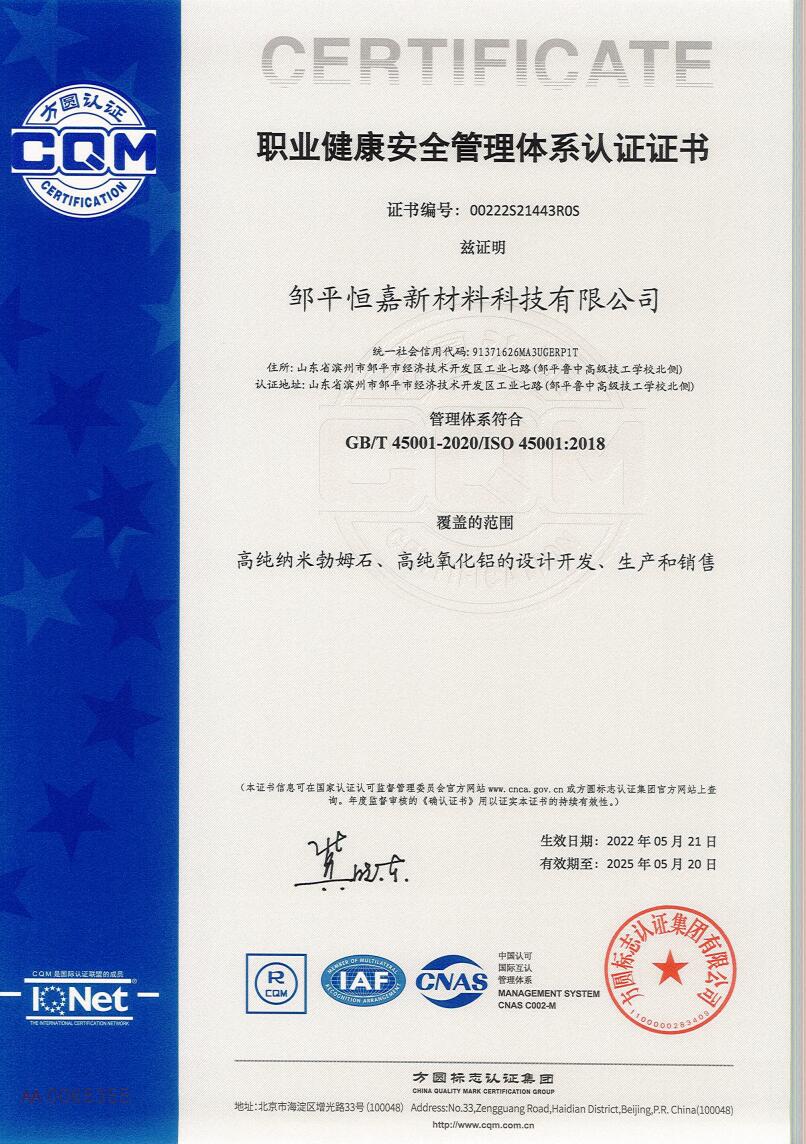 CERTIFICATE
方圆认证
CQM
CERTIFICATION
职业健康安全管理体系认证证书
证书编号：00222S21443R0S
兹证明
邹平恒嘉新材料科技有限公司
统一社会信用代码: 91371626MA3UGERP1T
住所: 山东省滨州市邹平市经济技术开发区工业七路(邹平鲁中高级技工学校北侧)
认证地址: 山东省滨州市邹平市经济技术开发区工业七路(邹平鲁中高级技工学校北侧)
管理体系符合
GB/T 45001-2020/ISO 45001:2018
覆盖的范围
高纯纳米勃姆石、高纯氧化铝的设计开发、生产和销售
(本证书信息可在国家认证认可监督管理委员会官方网站 www.cnca.gov.cn 或方圆标志认证集团官方网站上查
询。年度监督审核的《确认证书》用以证实本证书的持续有效性。)
生效日期：2022 年 05 月 21 日
有效期至：2025 年 05 月 20 日
CQM 是国际认证联盟的成员
IQNet
THE INTERNATIONAL CERTIFICATION NETWORK
R
CQM
MEMBER OF MULTILATERAL
IAF
RECOGNITION ARRANGEMENT
CNAS
中国认可
国际互认
管理体系
MANAGEMENT SYSTEM
CNAS C002-M
方圆标志认证集团有限公司
1100000283409
方圆标志认证集团
CHINA QUALITY MARK CERTIFICATION GROUP
地址：北京市海淀区增光路33号 (100048) Address:No.33,Zengguang Road,Haidian District,Beijing,P.R. China(100048)
http://www.cqm.com.cn